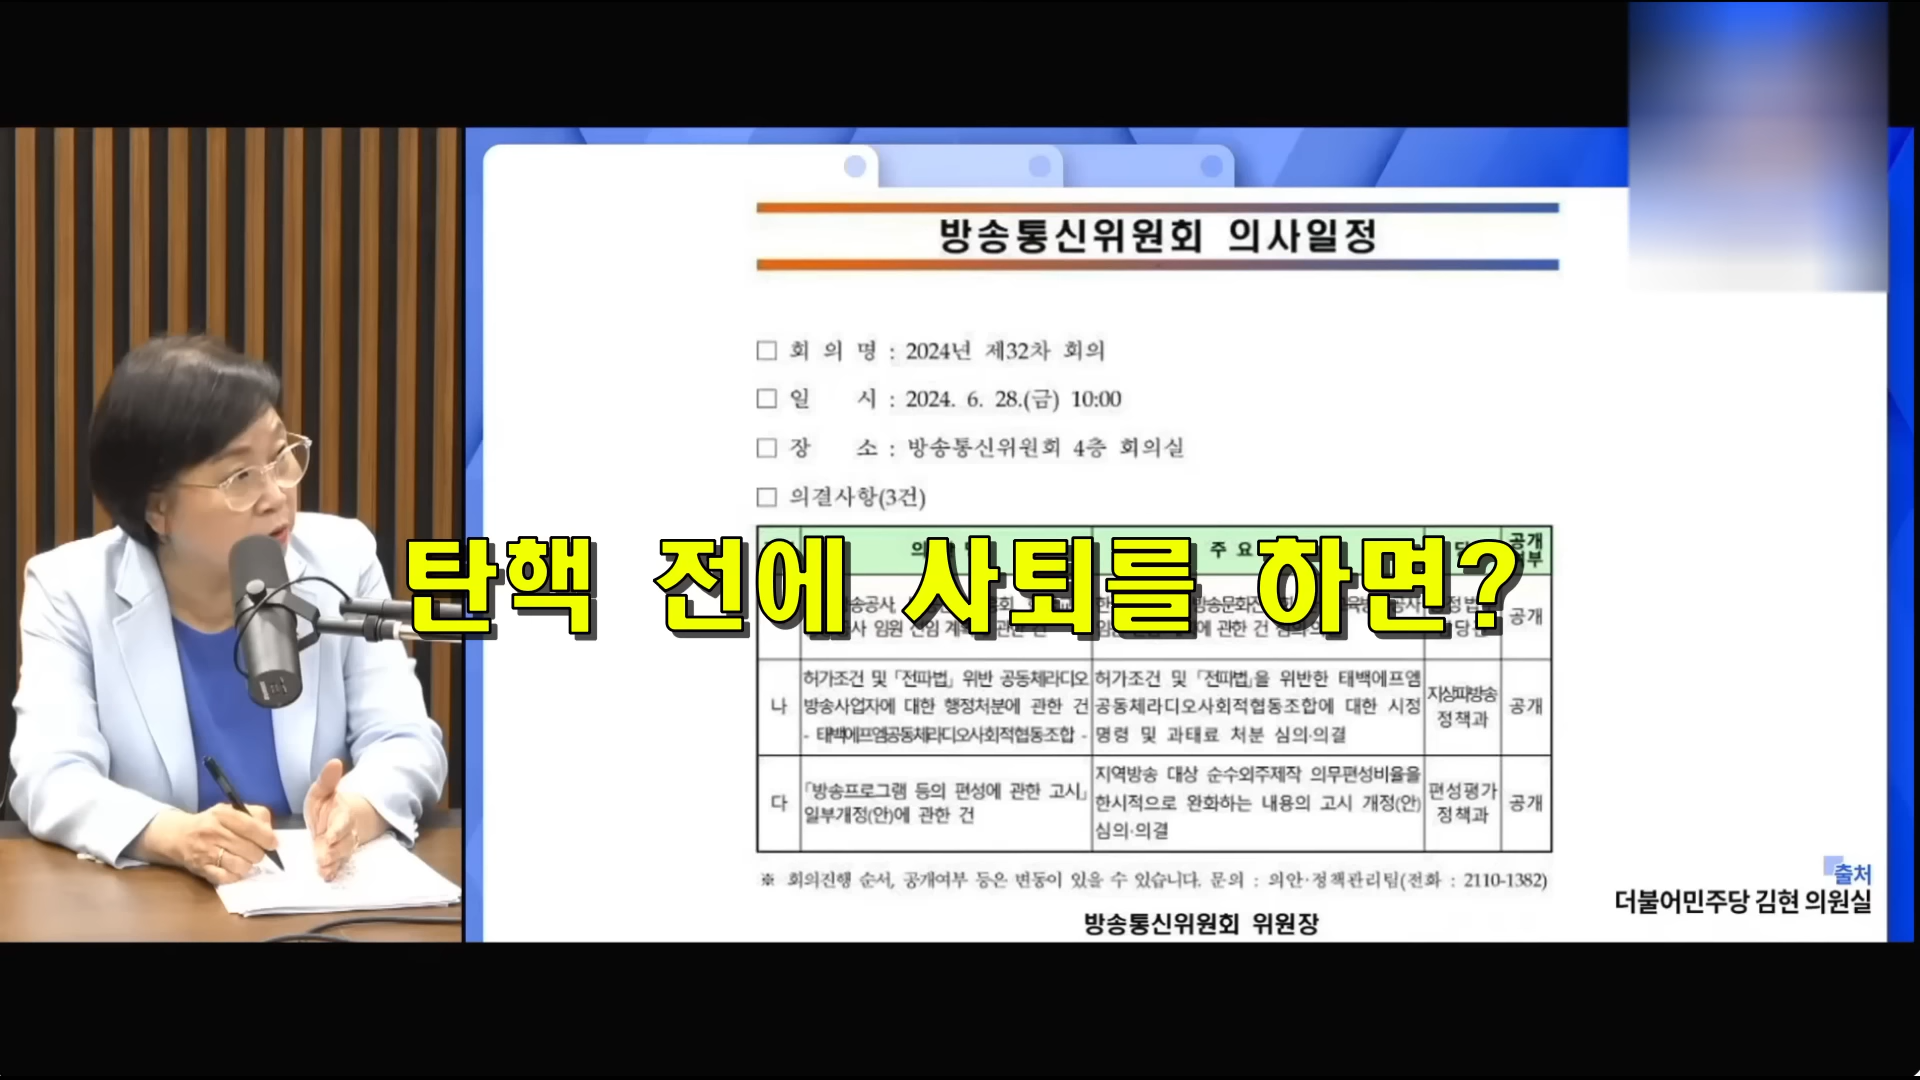 방송통신위원회 의사일정
□ 회 의 명 : 2024년 제32차 회의
□ 일 시 : 2024. 6. 28.(금) 10:00
□ 장 소 : 방송통신위원회 4층 회의실
□ 의결사항(3건)
탄핵 전에 사퇴를 하면?
주 요
공개
공개
나
허가조건 및 「전파법」 위반 공동체라디오
방송사업자에 대한 행정처분에 관한 건
- 태백에프엠공동체라디오사회적협동조합 -
허가조건 및 「전파법」을 위반한 태백에프엠
공동체라디오사회적협동조합에 대한 시정
명령 및 과태료 처분 심의·의결
지상파방송
정책과
공개
다
「방송프로그램 등의 편성에 관한 고시」
일부개정(안)에 관한 건
지역방송 대상 순수외주제작 의무편성비율을
한시적으로 완화하는 내용의 고시 개정(안)
심의·의결
편성평가
정책과
공개
※ 회의진행 순서, 공개여부 등은 변동이 있을 수 있습니다. 문의 : 의안·정책관리팀(전화 : 2110-1382)
방송통신위원회 위원장
출처
더불어민주당 김현 의원실